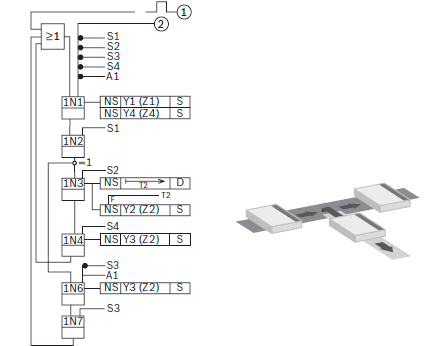 1
2
≥1
S1
S2
S3
S4
A1
1N1 NS Y1 (Z1) S
NS Y4 (Z4) S
S1
1N2
=1
S2
1N3 NS T2 D
F T2
NS Y2 (Z2) S
S4
1N4 NS Y3 (Z2) S
S3
A1
1N6 NS Y3 (Z2) S
S3
1N7